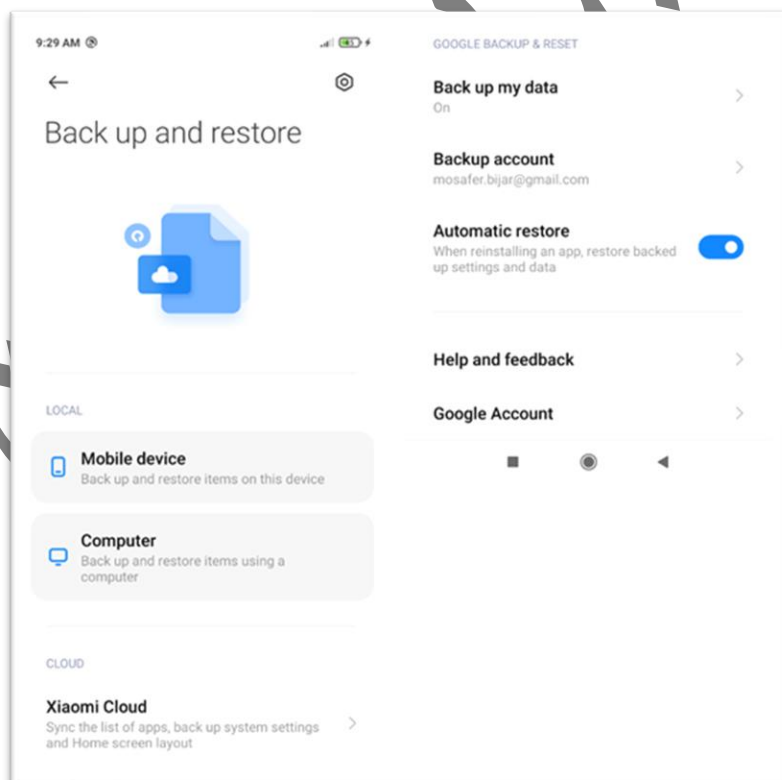 9:29 AM
Back up and restore
LOCAL
Mobile device
Back up and restore items on this device
Computer
Back up and restore items using a
computer
CLOUD
Xiaomi Cloud
Sync the list of apps, back up system settings
and Home screen layout
GOOGLE BACKUP & RESET
Back up my data
On
Backup account
mosafer.bijar@gmail.com
Automatic restore
When reinstalling an app, restore backed
up settings and data
Help and feedback
Google Account